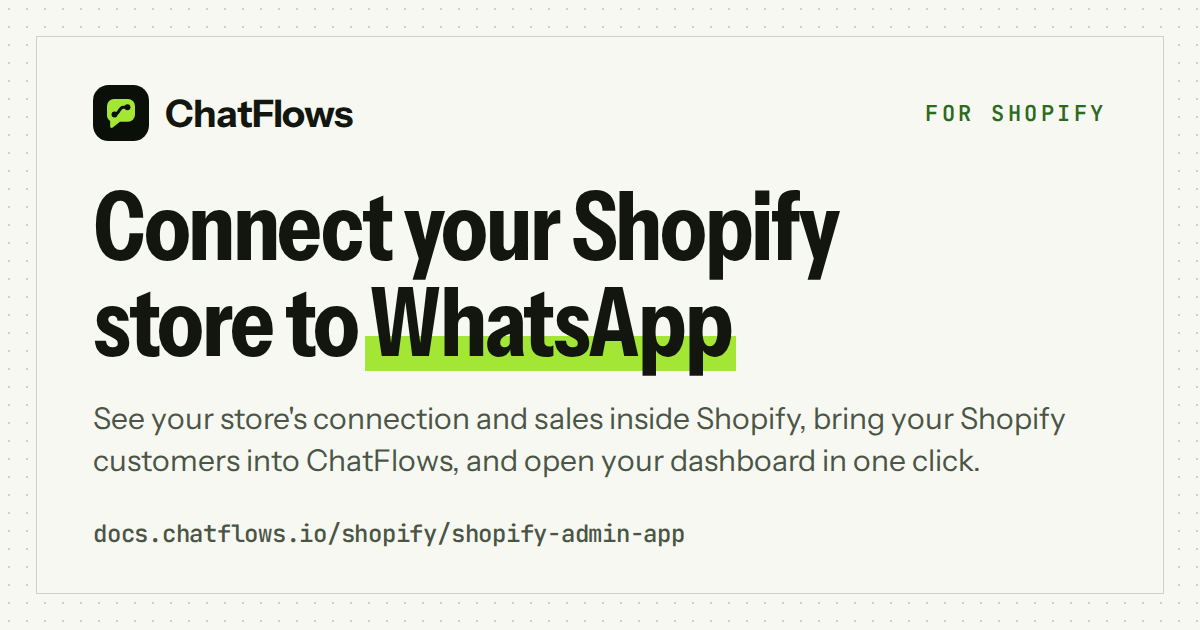 ChatFlows
FOR SHOPIFY
Connect your Shopify
store to WhatsApp
See your store's connection and sales inside Shopify, bring your Shopify
customers into ChatFlows, and open your dashboard in one click.
docs.chatflows.io/shopify/shopify-admin-app